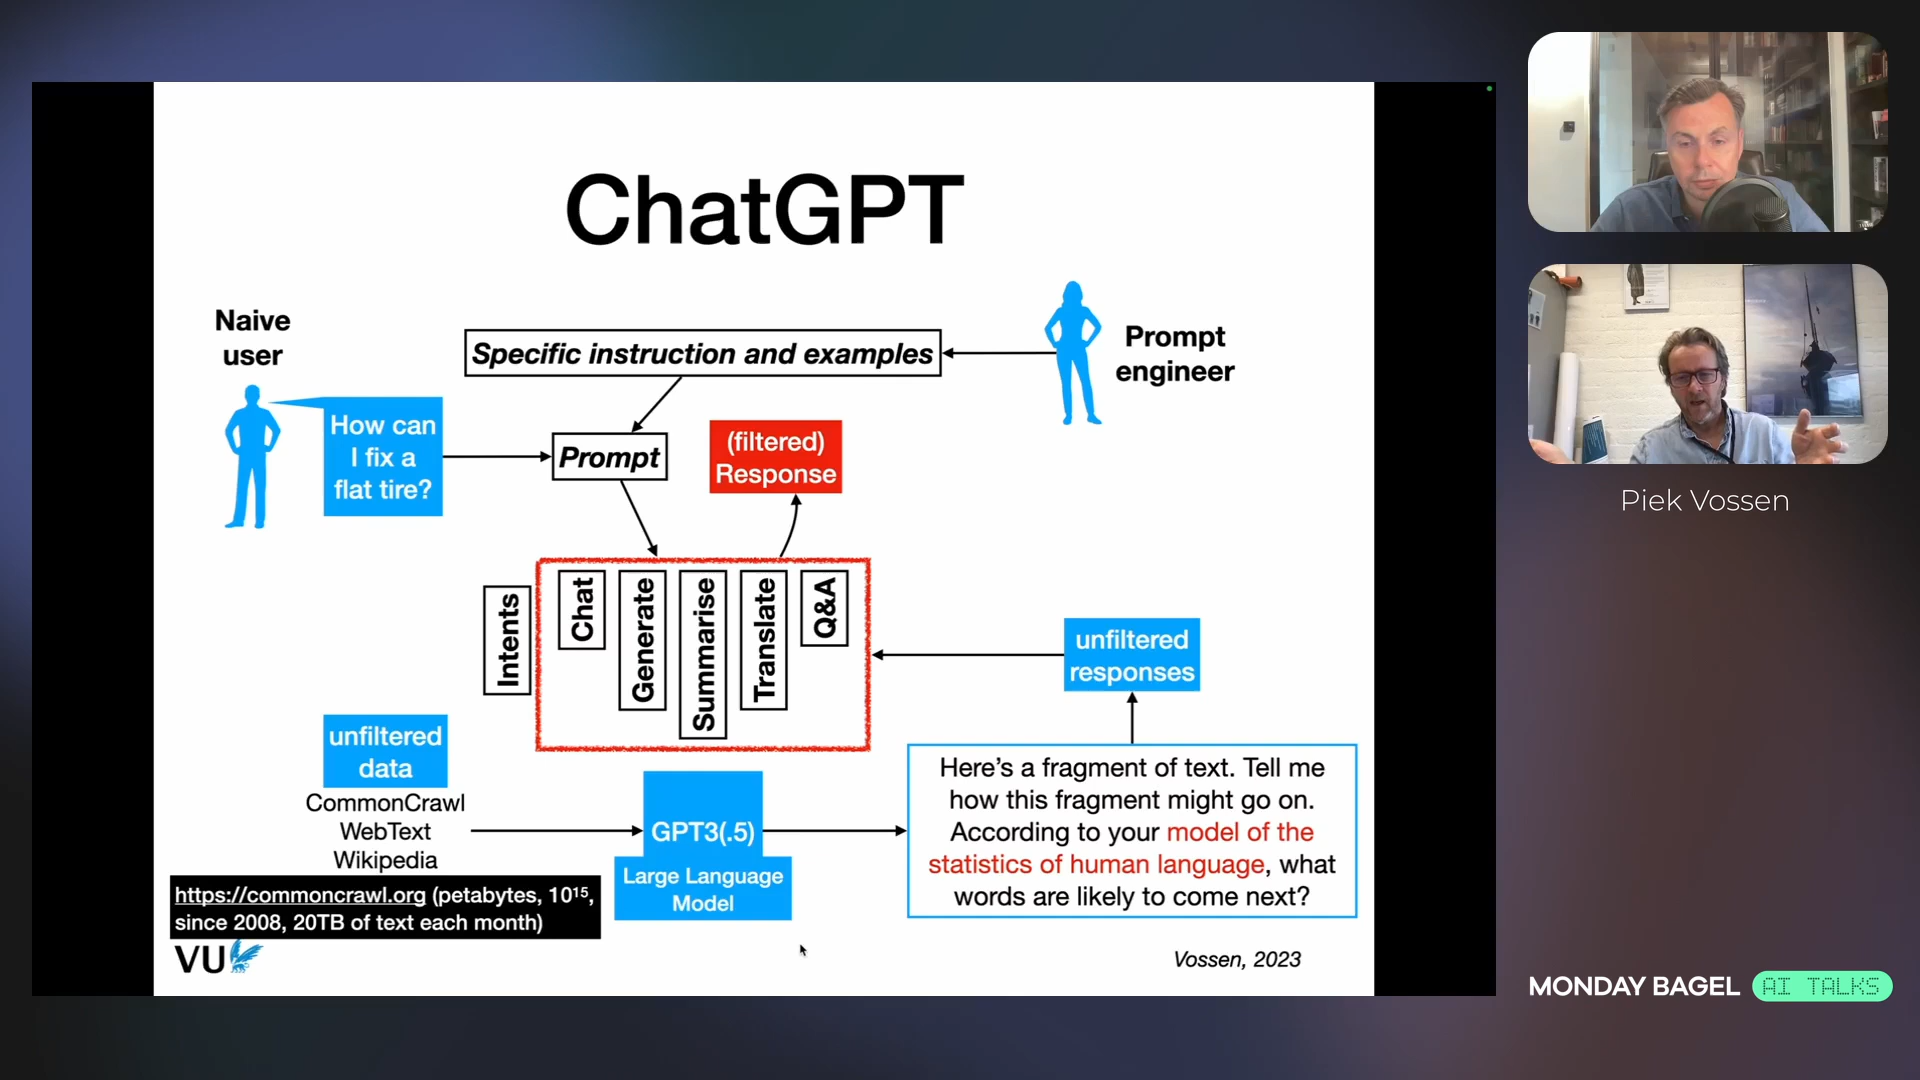 ChatGPT
Naive
user
Specific instruction and examples
Prompt
engineer
How can
I fix a
flat tire?
Prompt
(filtered)
Response
Intents
Chat
Generate
Summarise
Translate
Q&A
unfiltered
responses
unfiltered
data
CommonCrawl
WebText
Wikipedia
https://commoncrawl.org (petabytes, 10¹⁵,
since 2008, 20TB of text each month)
GPT3(.5)
Large Language
Model
Here’s a fragment of text. Tell me
how this fragment might go on.
According to your model of the
statistics of human language, what
words are likely to come next?
VU
Vossen, 2023
Piek Vossen
MONDAY BAGEL AI TALKS